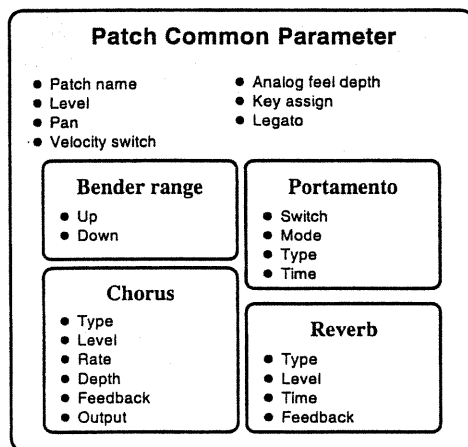 Patch Common Parameter
● Patch name
● Level
● Pan
● Velocity switch
● Analog feel depth
● Key assign
● Legato
Bender range
● Up
● Down
Portamento
● Switch
● Mode
● Type
● Time
Chorus
● Type
● Level
● Rate
● Depth
● Feedback
● Output
Reverb
● Type
● Level
● Time
● Feedback